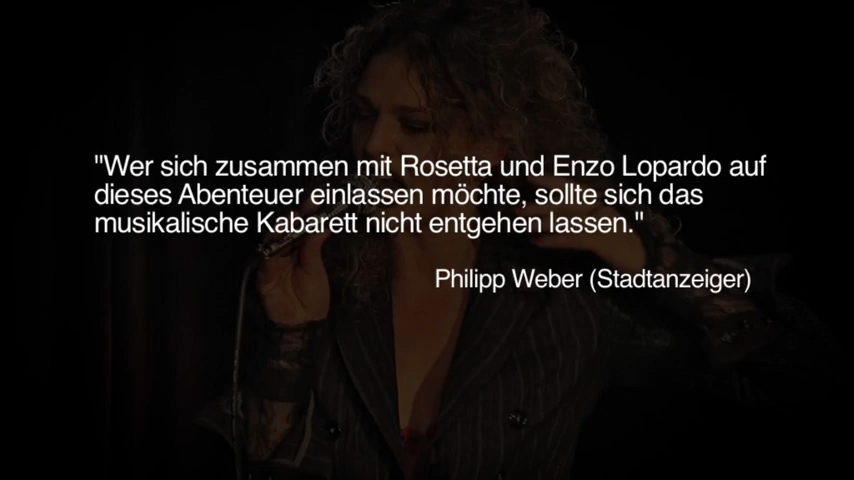 "Wer sich zusammen mit Rosetta und Enzo Lopardo auf
dieses Abenteuer einlassen möchte, sollte sich das
musikalische Kabarett nicht entgehen lassen."
Philipp Weber (Stadtanzeiger)